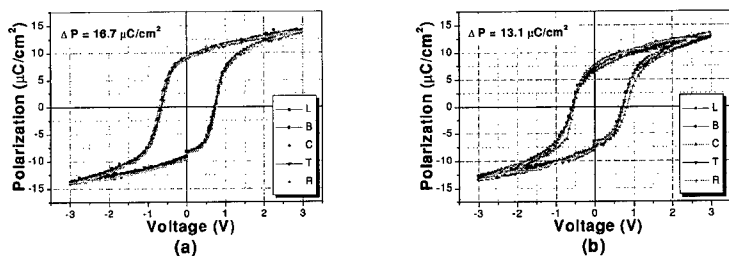 Δ P = 16.7 µC/cm²
Polarization (µC/cm²)
15
10
5
0
-5
-10
-15
L
B
C
T
R
-3
-2
-1
0
1
2
3
Voltage (V)
(a)
Δ P = 13.1 µC/cm²
Polarization (µC/cm²)
15
10
5
0
-5
-10
-15
L
B
C
T
R
-3
-2
-1
0
1
2
3
Voltage (V)
(b)